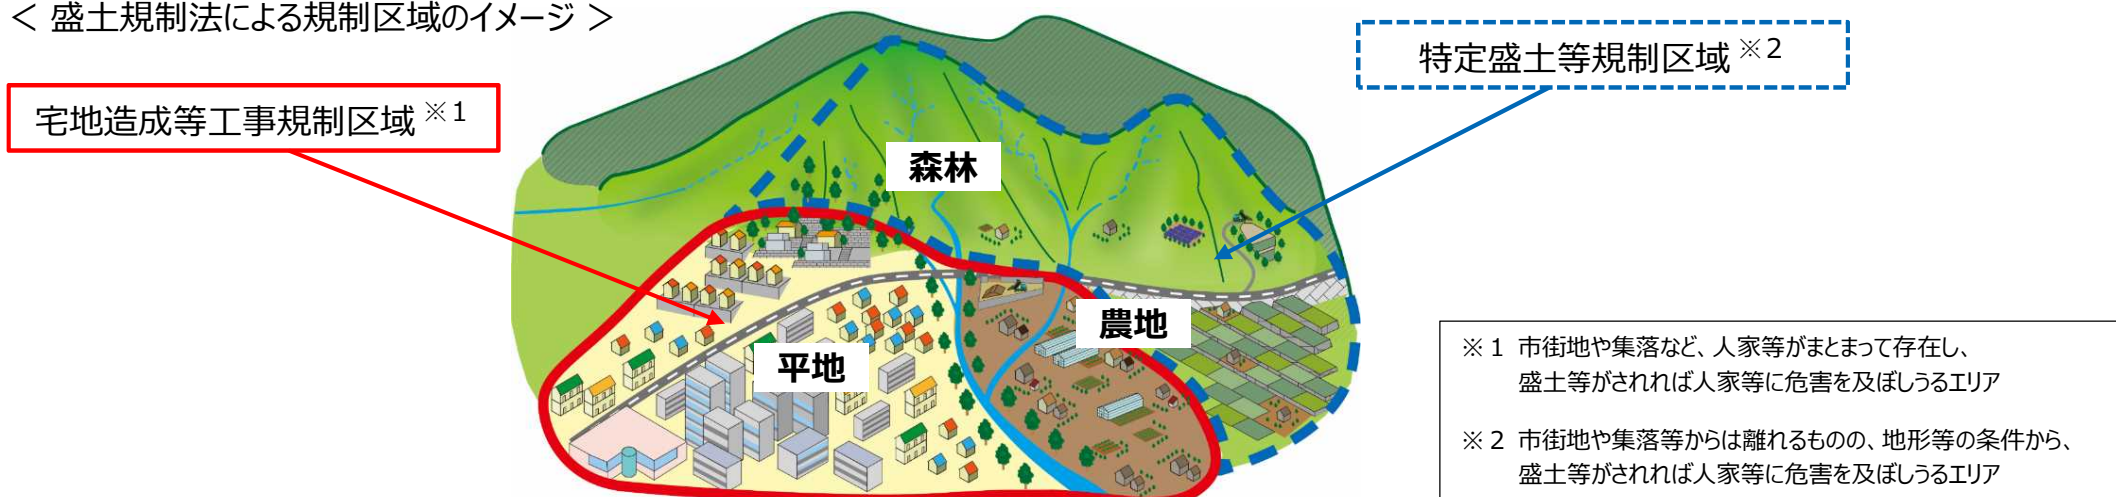 ＜ 盛土規制法による規制区域のイメージ ＞
宅地造成等工事規制区域 ※1
特定盛土等規制区域 ※2
森林
農地
平地
※１ 市街地や集落など、人家等がまとまって存在し、
盛土等がされれば人家等に危害を及ぼしうるエリア
※２ 市街地や集落等からは離れるものの、地形等の条件から、
盛土等がされれば人家等に危害を及ぼしうるエリア